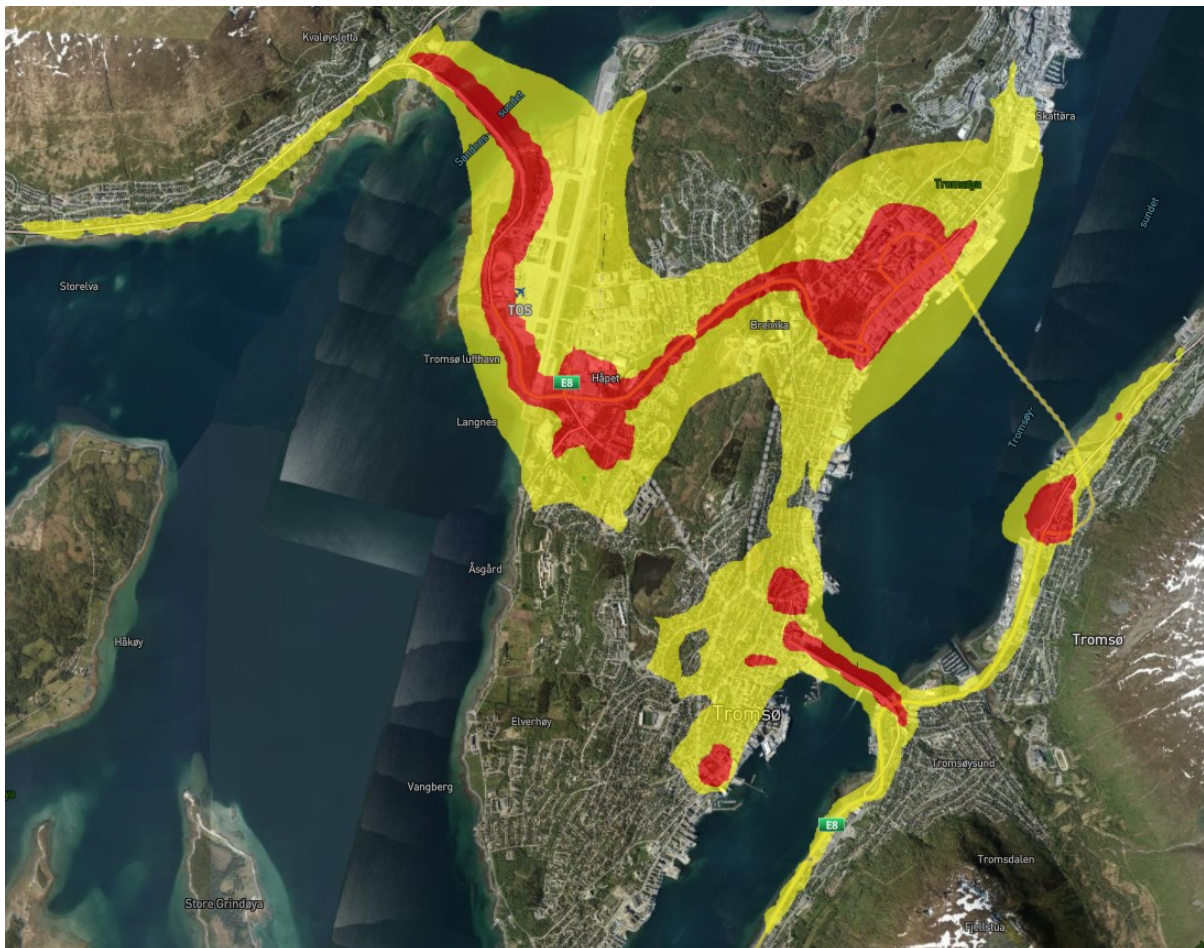 Kvaløysletta
Sandnes-
sundet
Skattøra
Tromsøya
sundet
Storelva
TOS
Breivika
Tromsø lufthavn
E8
Håpet
Langnes
Tromsøy-
Åsgård
Håkøy
Tromsø
Elverhøy
Tromsø
Tromsøysund
Vangberg
E8
Tromsdalen
Store Grindøya
Fjellstua